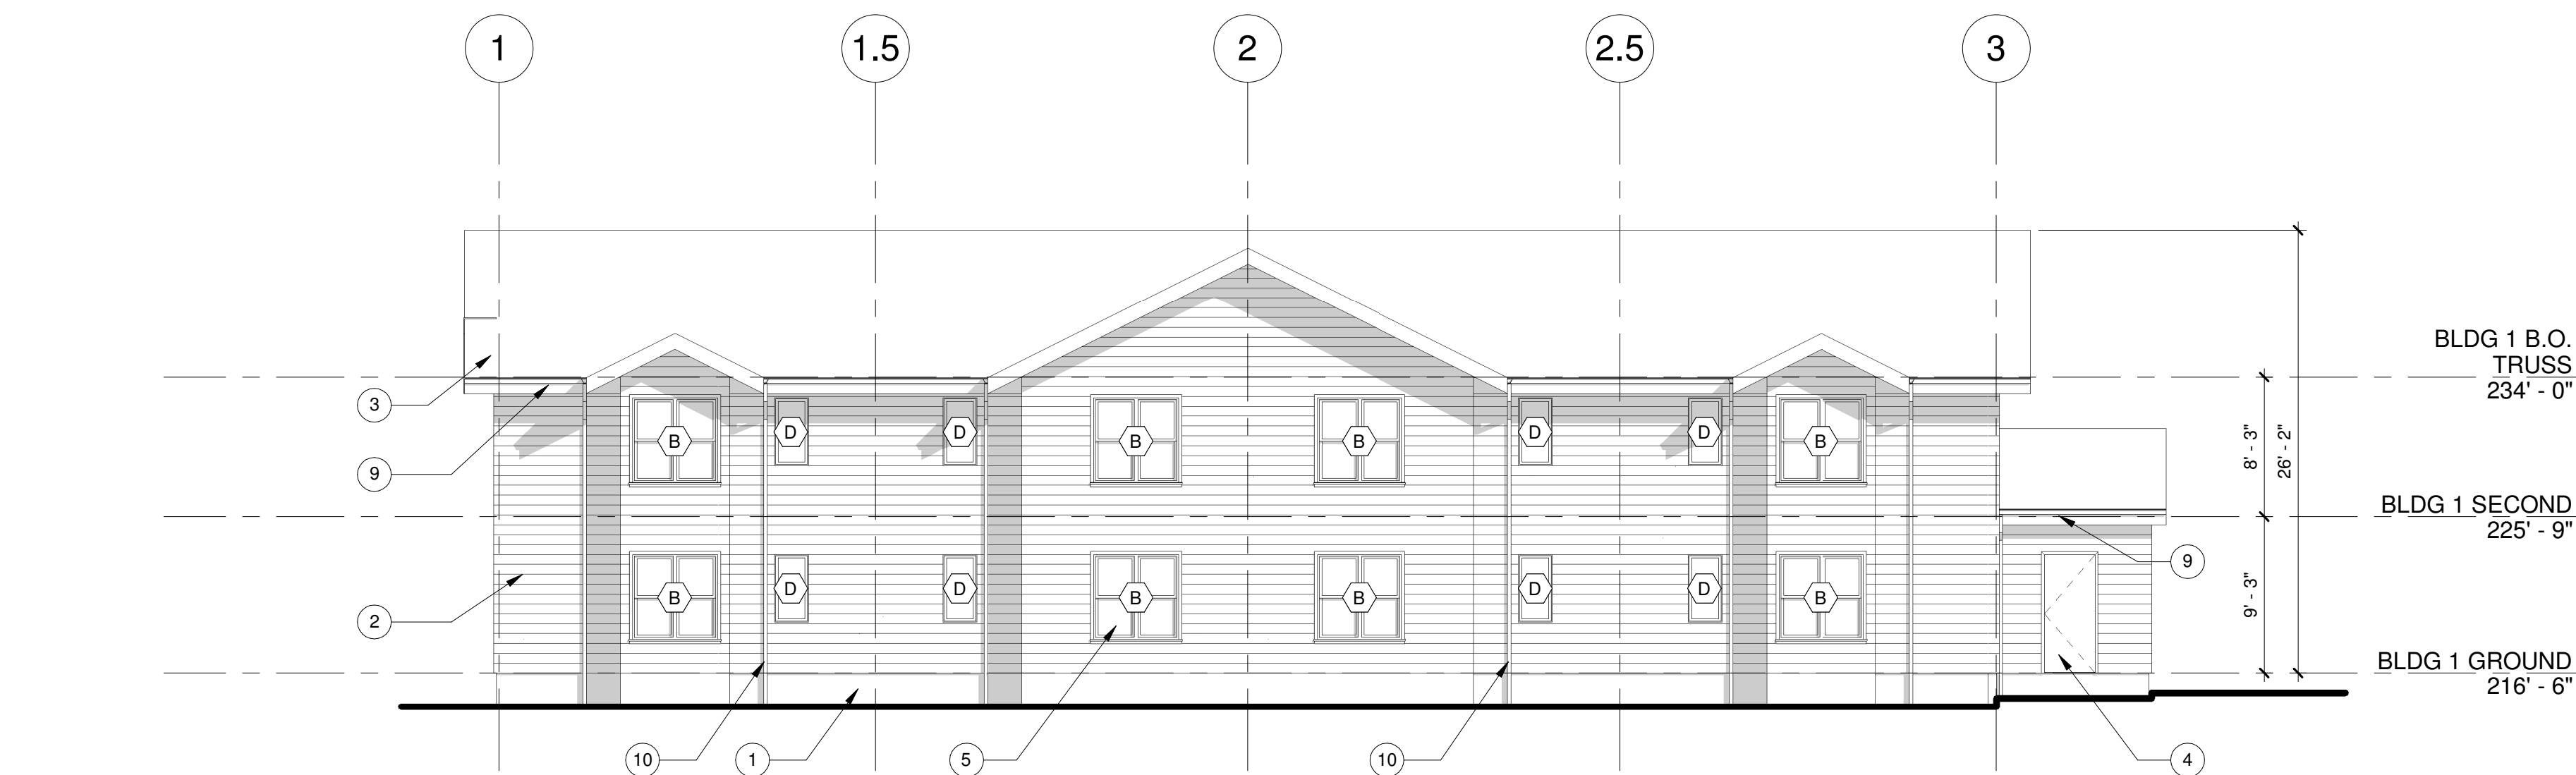 1
1.5
2
2.5
3
BLDG 1 B.O.
TRUSS
234' - 0"
3
D
D
D
D
B
B
B
B
8' - 3"
26' - 2"
9
BLDG 1 SECOND
225' - 9"
9
D
D
D
D
B
B
B
B
9' - 3"
2
BLDG 1 GROUND
216' - 6"
10
1
5
10
4